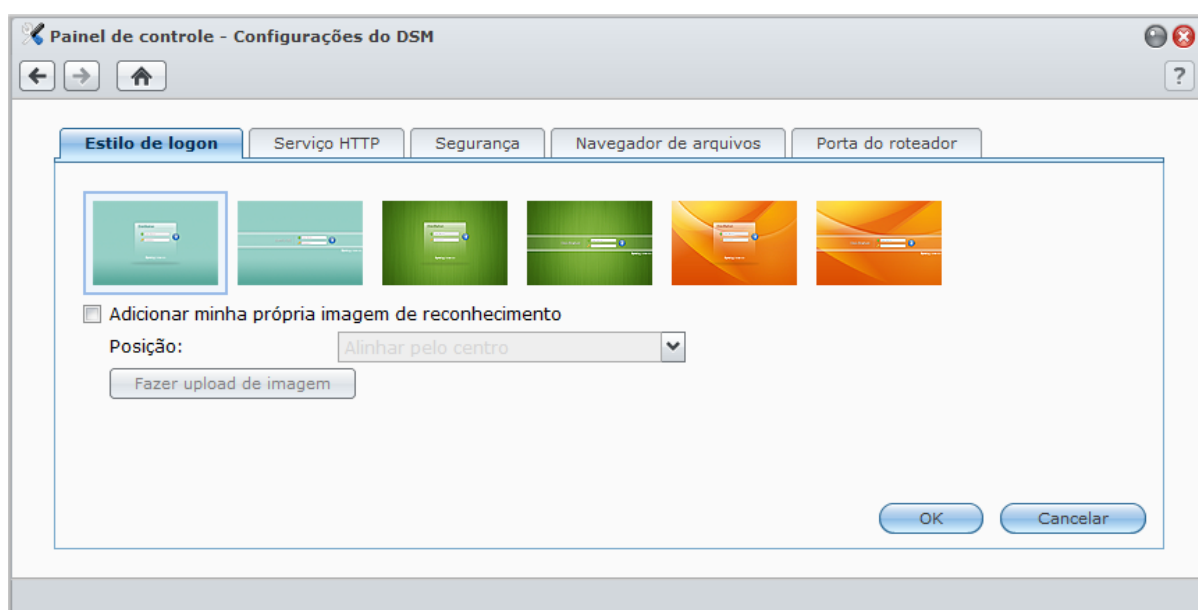 Painel de controle - Configurações do DSM
?
Estilo de logon Serviço HTTP Segurança Navegador de arquivos Porta do roteador
Adicionar minha própria imagem de reconhecimento
Posição: Alinhar pelo centro
Fazer upload de imagem
OK Cancelar